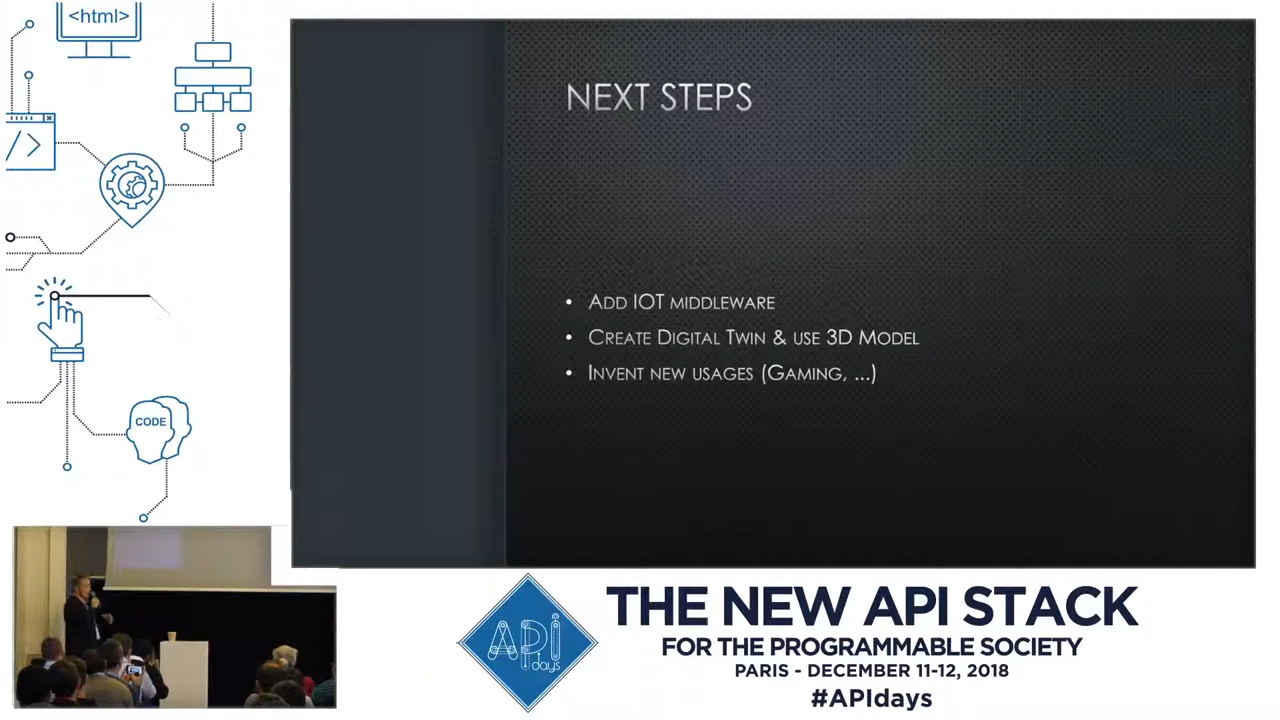 <html>
NEXT STEPS
/>
• ADD IOT MIDDLEWARE
• CREATE DIGITAL TWIN & USE 3D MODEL
• INVENT NEW USAGES (GAMING, ...)
CODE
API
days
THE NEW API STACK
FOR THE PROGRAMMABLE SOCIETY
PARIS - DECEMBER 11-12, 2018
#APIdays